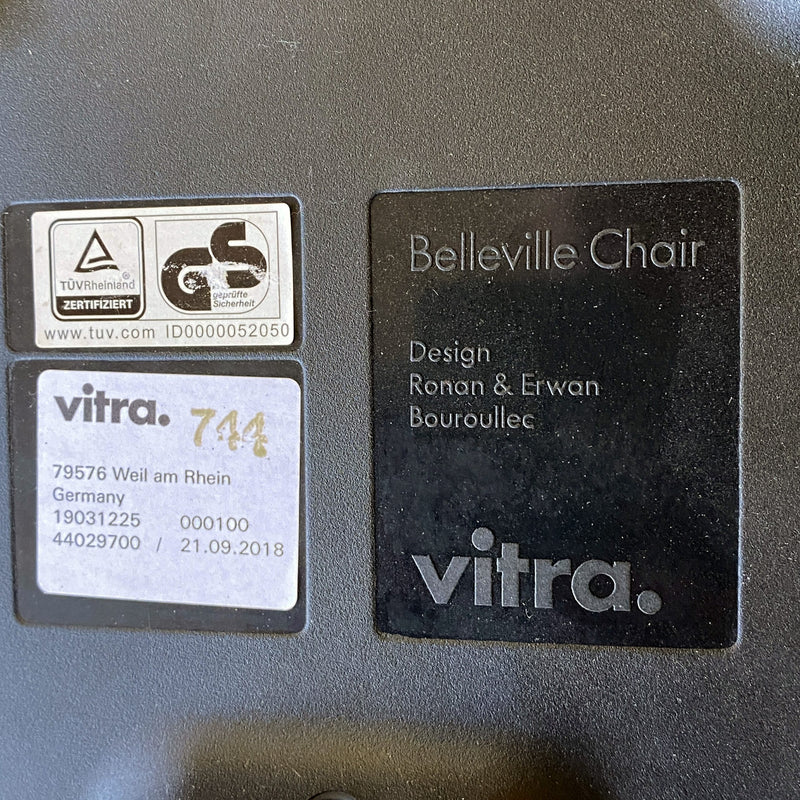 TÜVRheinland®
ZERTIFIZIERT
GS
geprüfte
Sicherheit
www.tuv.com ID0000052050
vitra. 744
79576 Weil am Rhein
Germany
19031225 000100
44029700 / 21.09.2018
Belleville Chair
Design
Ronan & Erwan
Bouroullec
vitra.